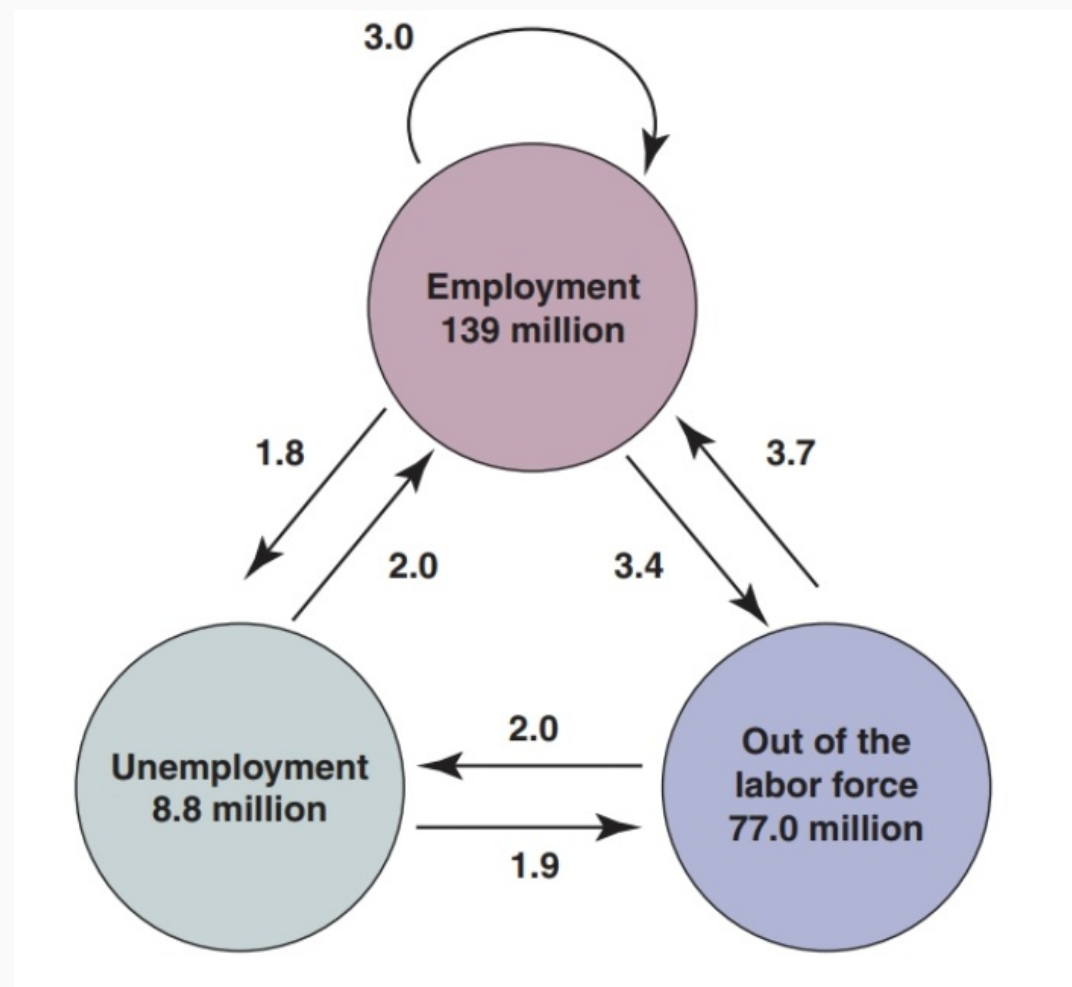 3.0
Employment
139 million
1.8
3.7
2.0
3.4
2.0
Unemployment
8.8 million
Out of the
labor force
77.0 million
1.9